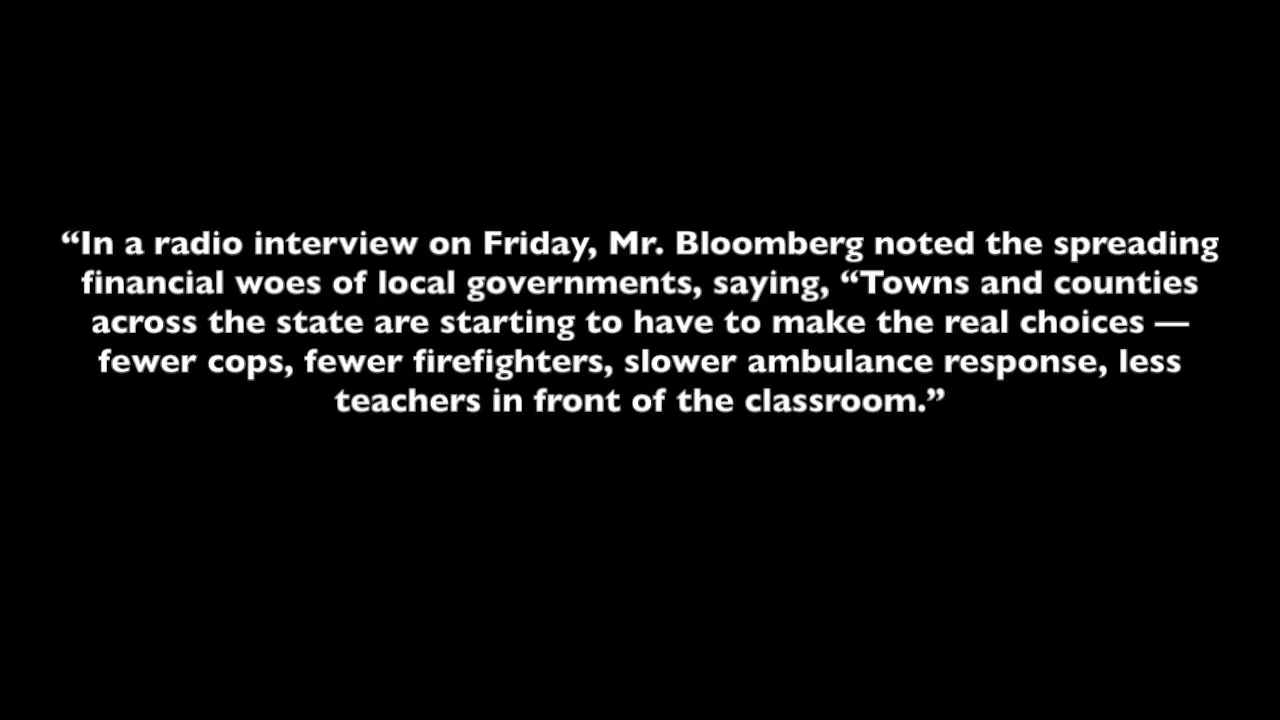 “In a radio interview on Friday, Mr. Bloomberg noted the spreading
financial woes of local governments, saying, “Towns and counties
across the state are starting to have to make the real choices —
fewer cops, fewer firefighters, slower ambulance response, less
teachers in front of the classroom.”